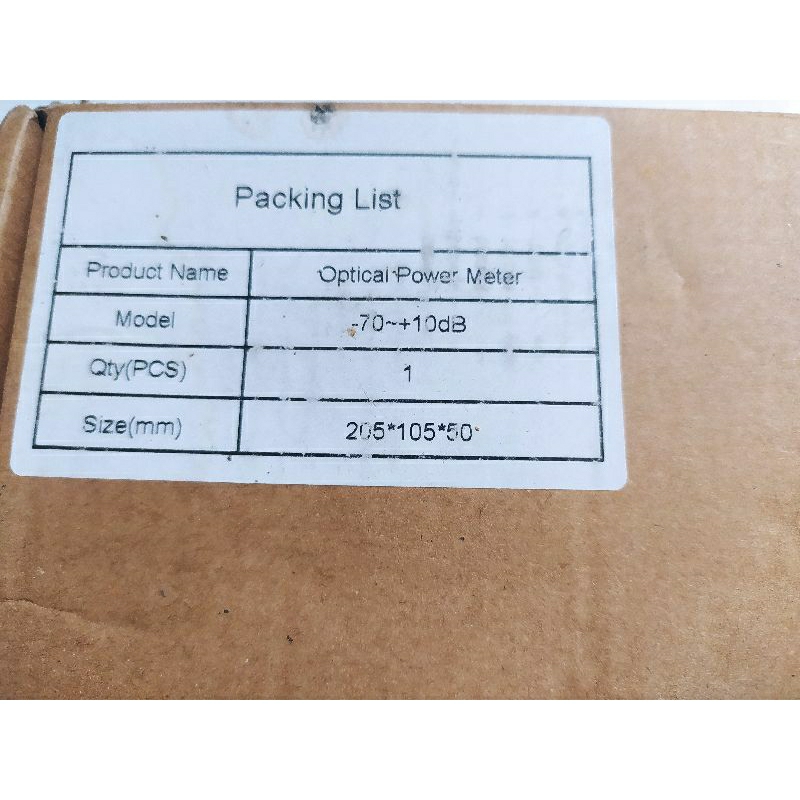 Packing List
Product Name Optical Power Meter
Model -70~+10dB
Qty(PCS) 1
Size(mm) 205*105*50